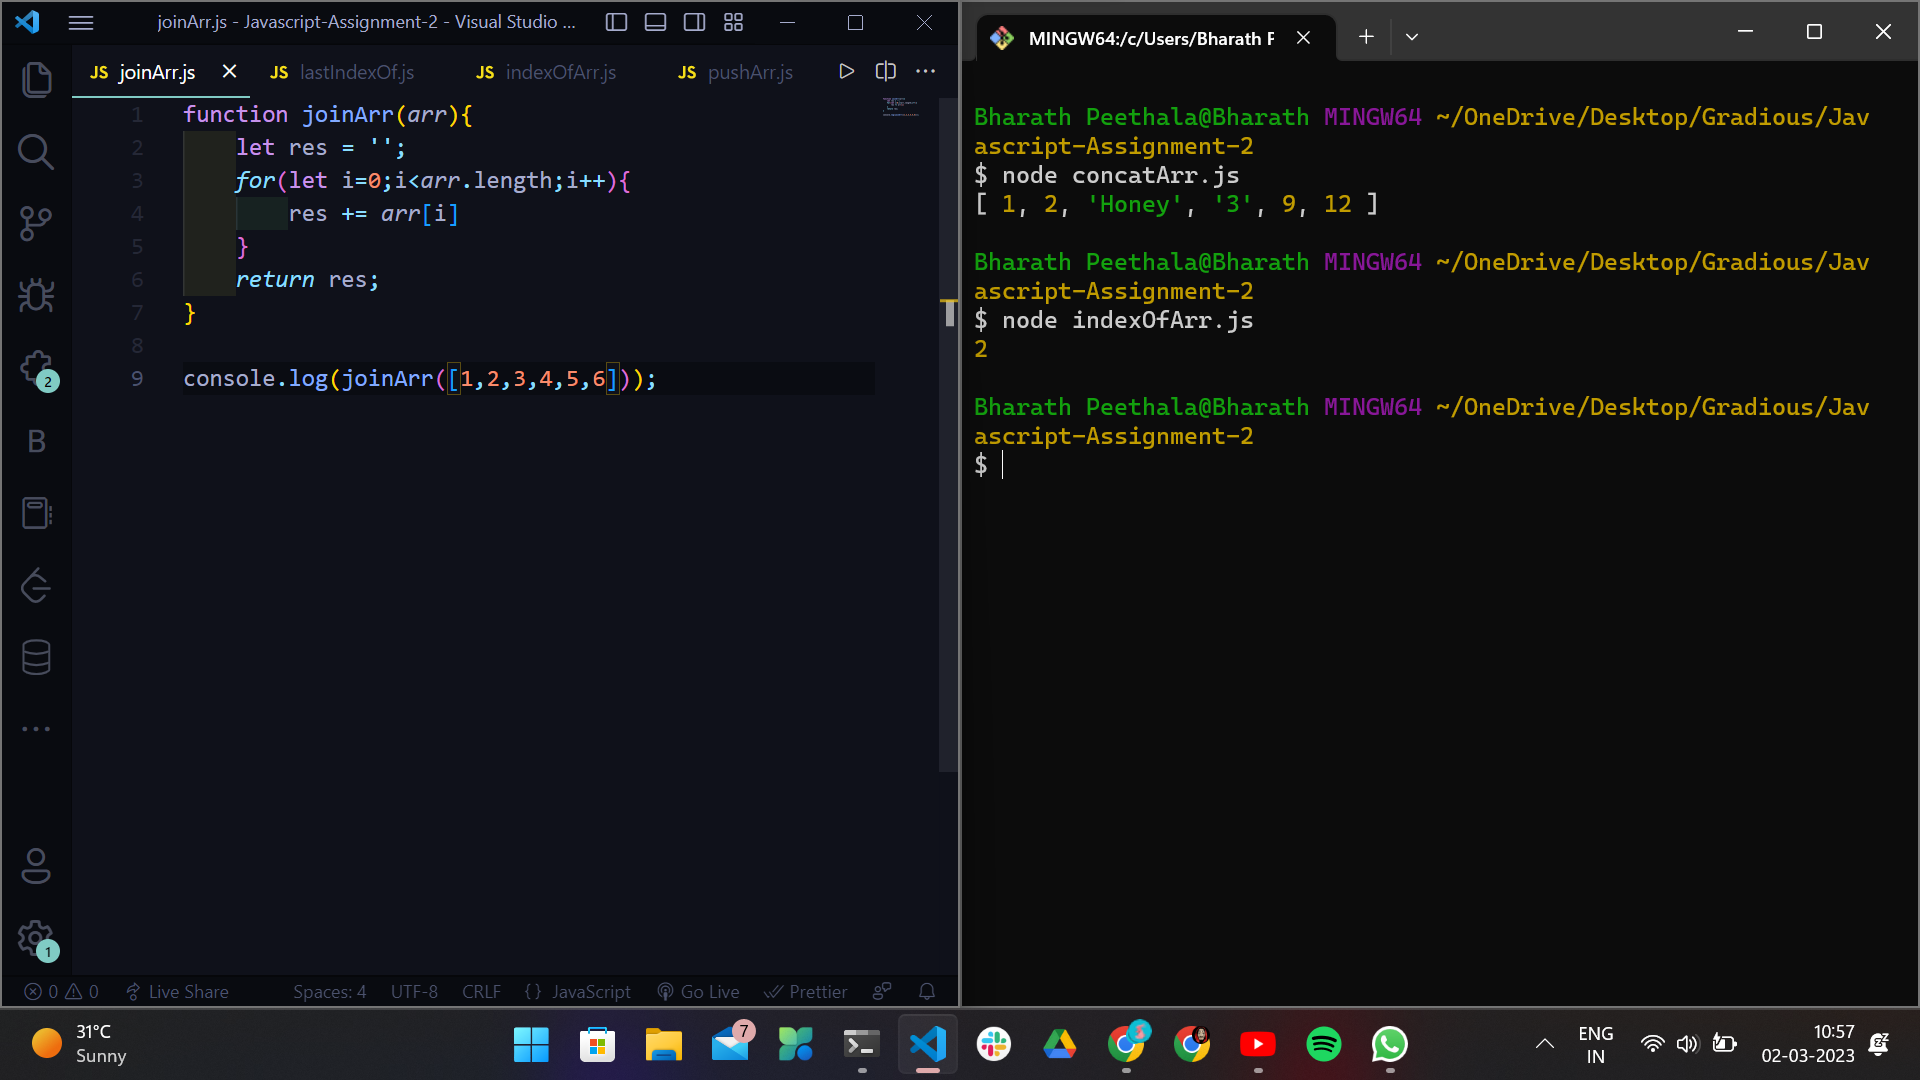 joinArr.js - Javascript-Assignment-2 - Visual Studio ...
JS joinArr.js JS lastIndexOf.js JS indexOfArr.js JS pushArr.js
1 function joinArr(arr){
2 let res = '';
3 for(let i=0;i<arr.length;i++){
4 res += arr[i]
5 }
6 return res;
7 }
8
9 console.log(joinArr([1,2,3,4,5,6]));
2
B
1
0 0 Live Share Spaces: 4 UTF-8 CRLF {} JavaScript Go Live Prettier
MINGW64:/c/Users/Bharath P
Bharath Peethala@Bharath MINGW64 ~/OneDrive/Desktop/Gradious/Jav
ascript-Assignment-2
$ node concatArr.js
[ 1, 2, 'Honey', '3', 9, 12 ]
Bharath Peethala@Bharath MINGW64 ~/OneDrive/Desktop/Gradious/Jav
ascript-Assignment-2
$ node indexOfArr.js
2
Bharath Peethala@Bharath MINGW64 ~/OneDrive/Desktop/Gradious/Jav
ascript-Assignment-2
$
31°C
Sunny
7
ENG
IN
10:57
02-03-2023